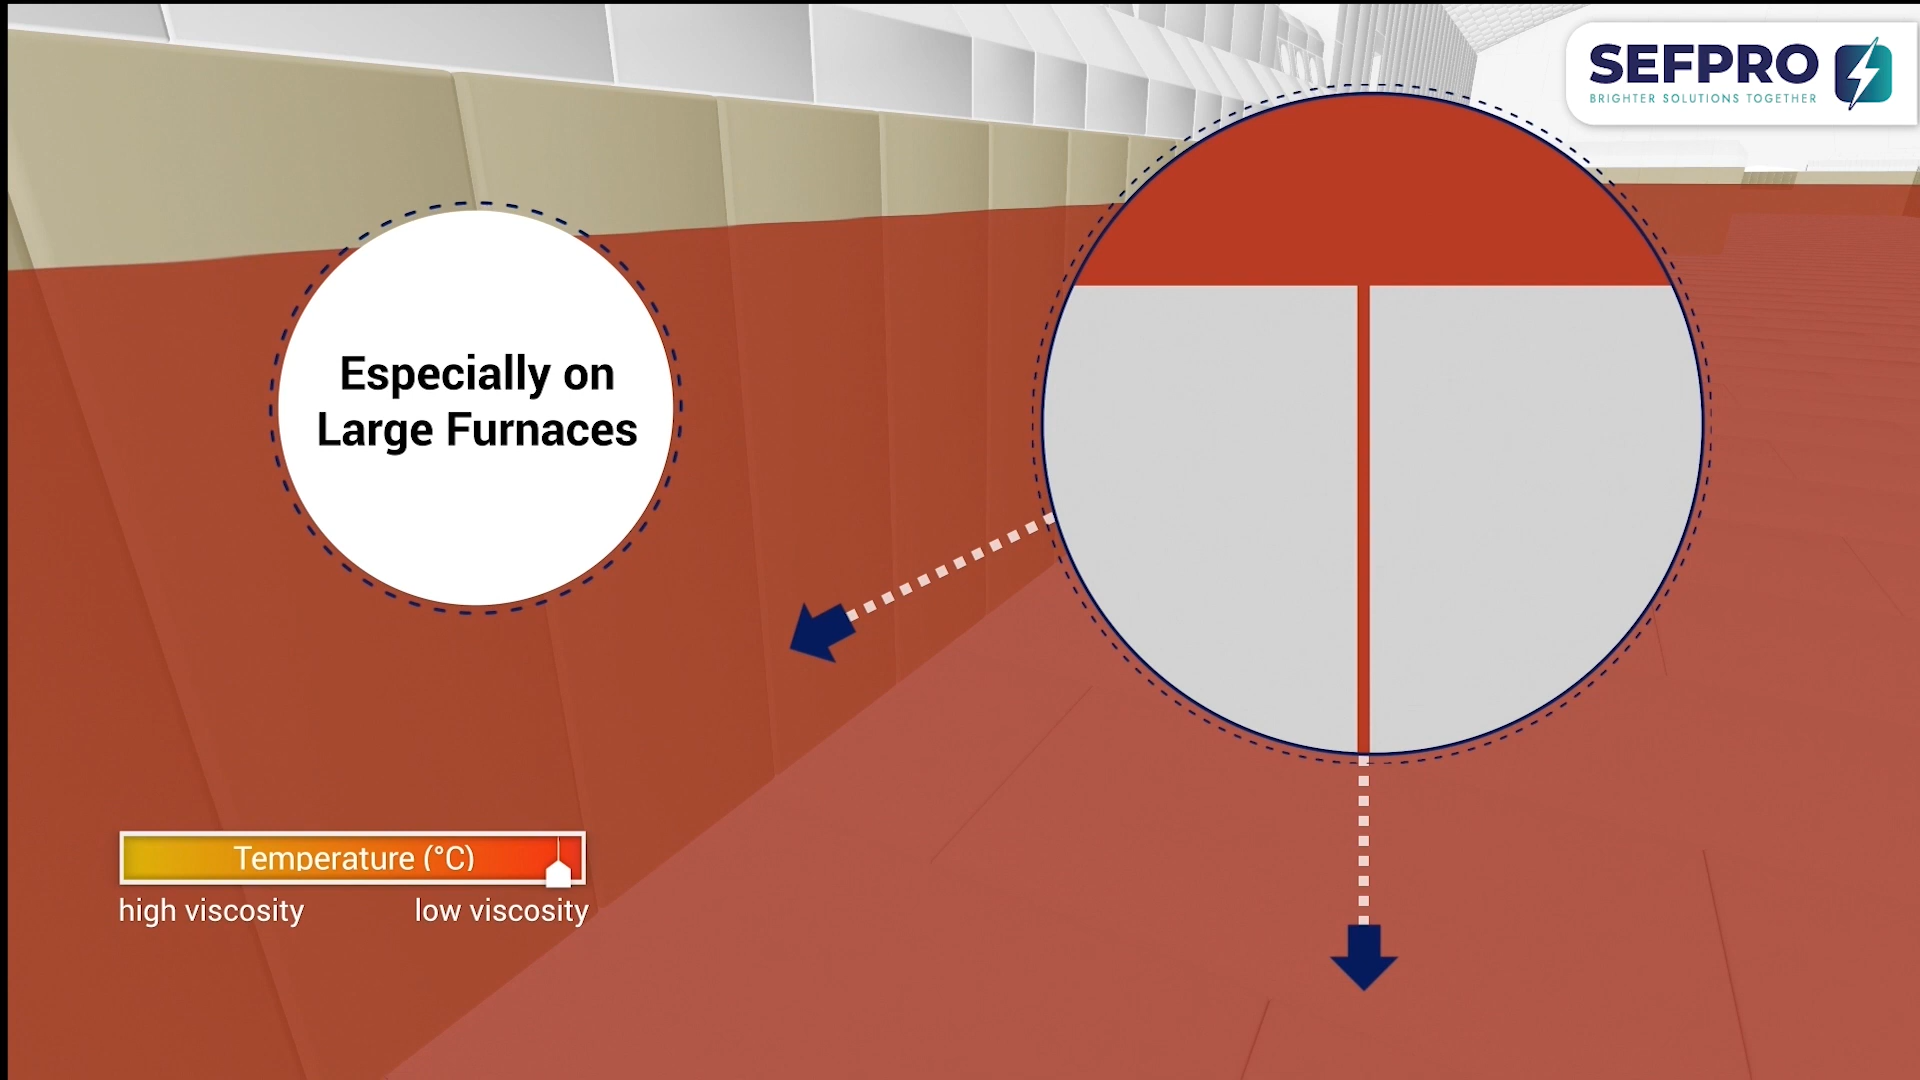 SEFPRO
BRIGHTER SOLUTIONS TOGETHER
Especially on
Large Furnaces
Temperature (°C)
high viscosity low viscosity